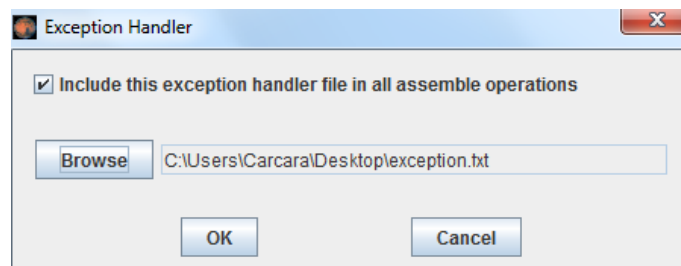 Exception Handler
Include this exception handler file in all assemble operations
Browse C:\Users\Carcara\Desktop\exception.txt
OK Cancel